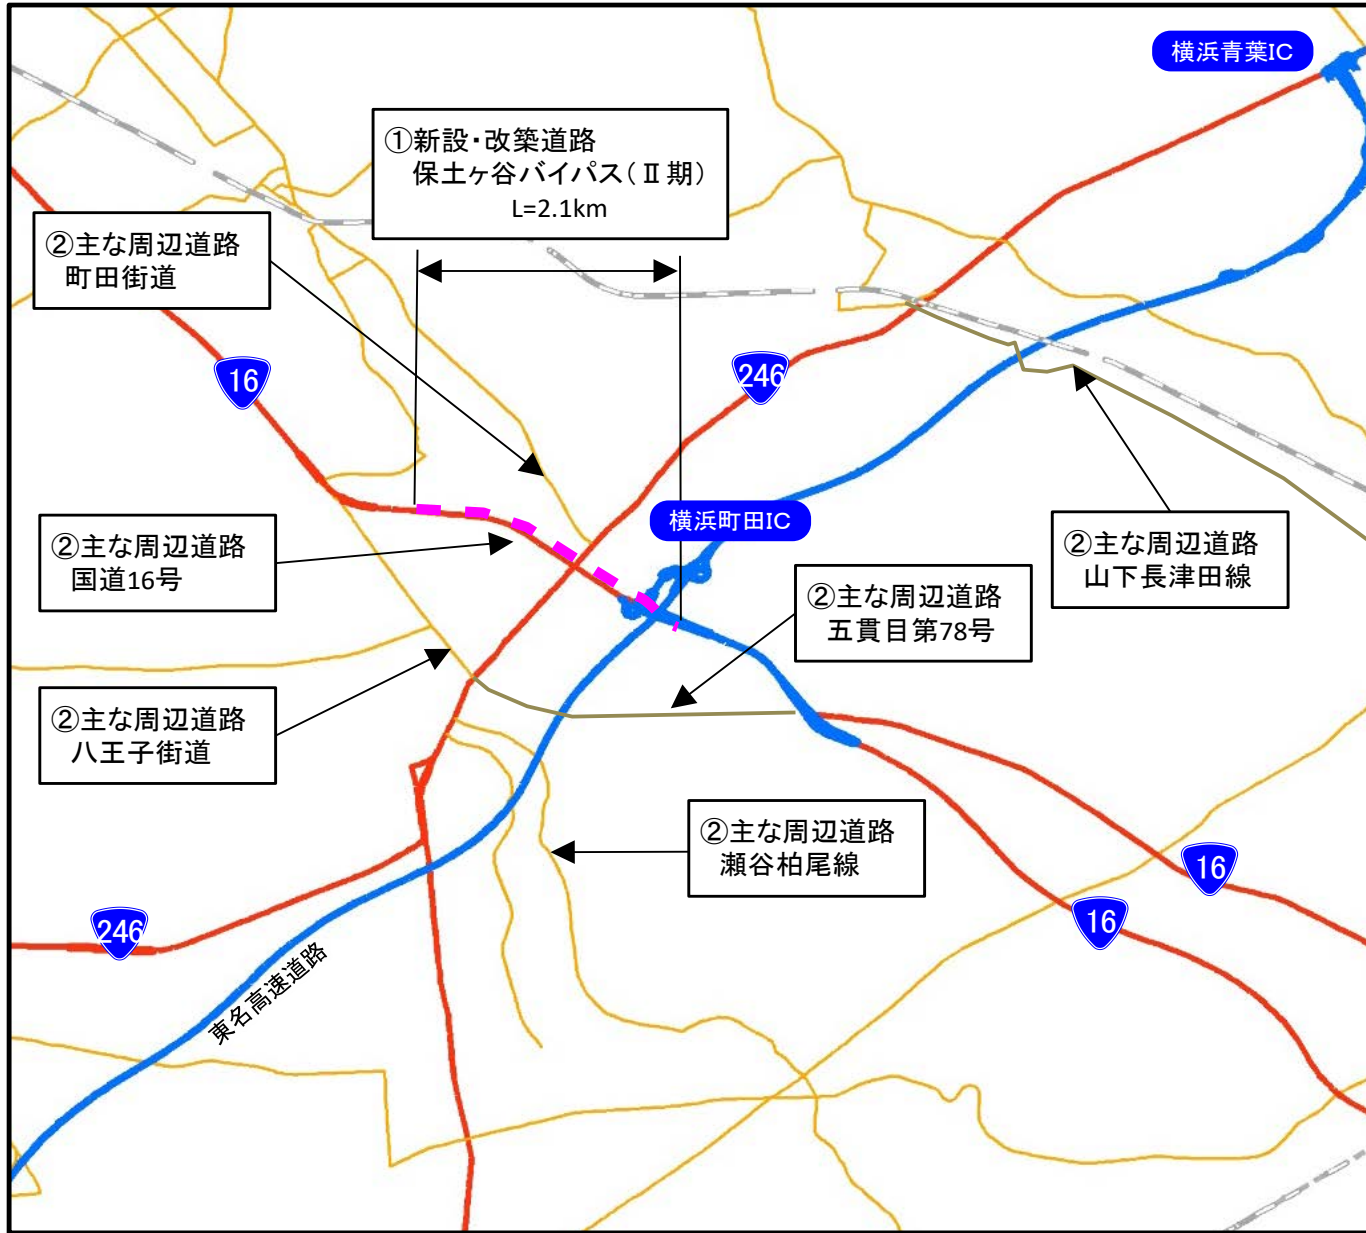 横浜青葉IC
①新設・改築道路
保土ヶ谷バイパス(Ⅱ期)
L=2.1km
②主な周辺道路
町田街道
16
246
横浜町田IC
②主な周辺道路
国道16号
②主な周辺道路
山下長津田線
②主な周辺道路
五貫目第78号
②主な周辺道路
八王子街道
②主な周辺道路
瀬谷柏尾線
16
16
246
東名高速道路